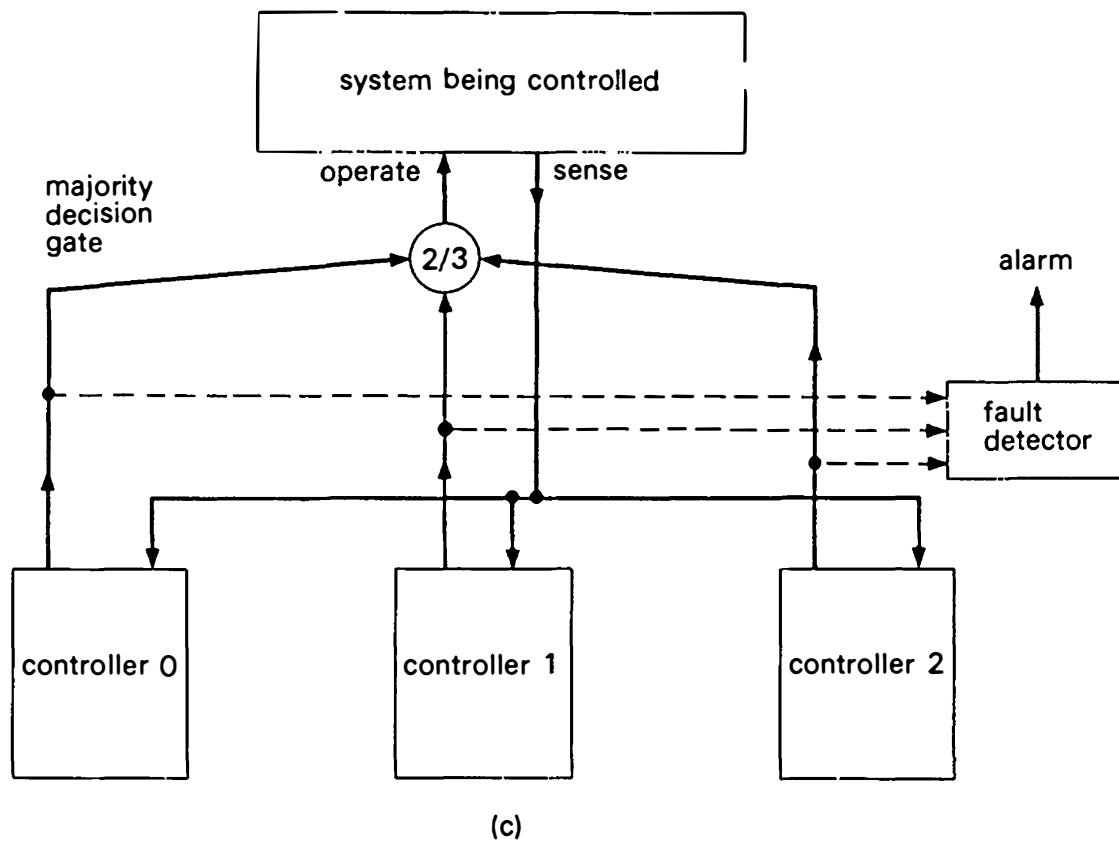 system being controlled
operate
sense
majority
decision
gate
2/3
alarm
fault
detector
controller 0
controller 1
controller 2
(c)